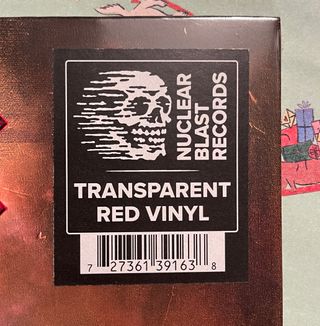 NUCLEAR
BLAST
RECORDS
TRANSPARENT
RED VINYL
7 27361 39163 8